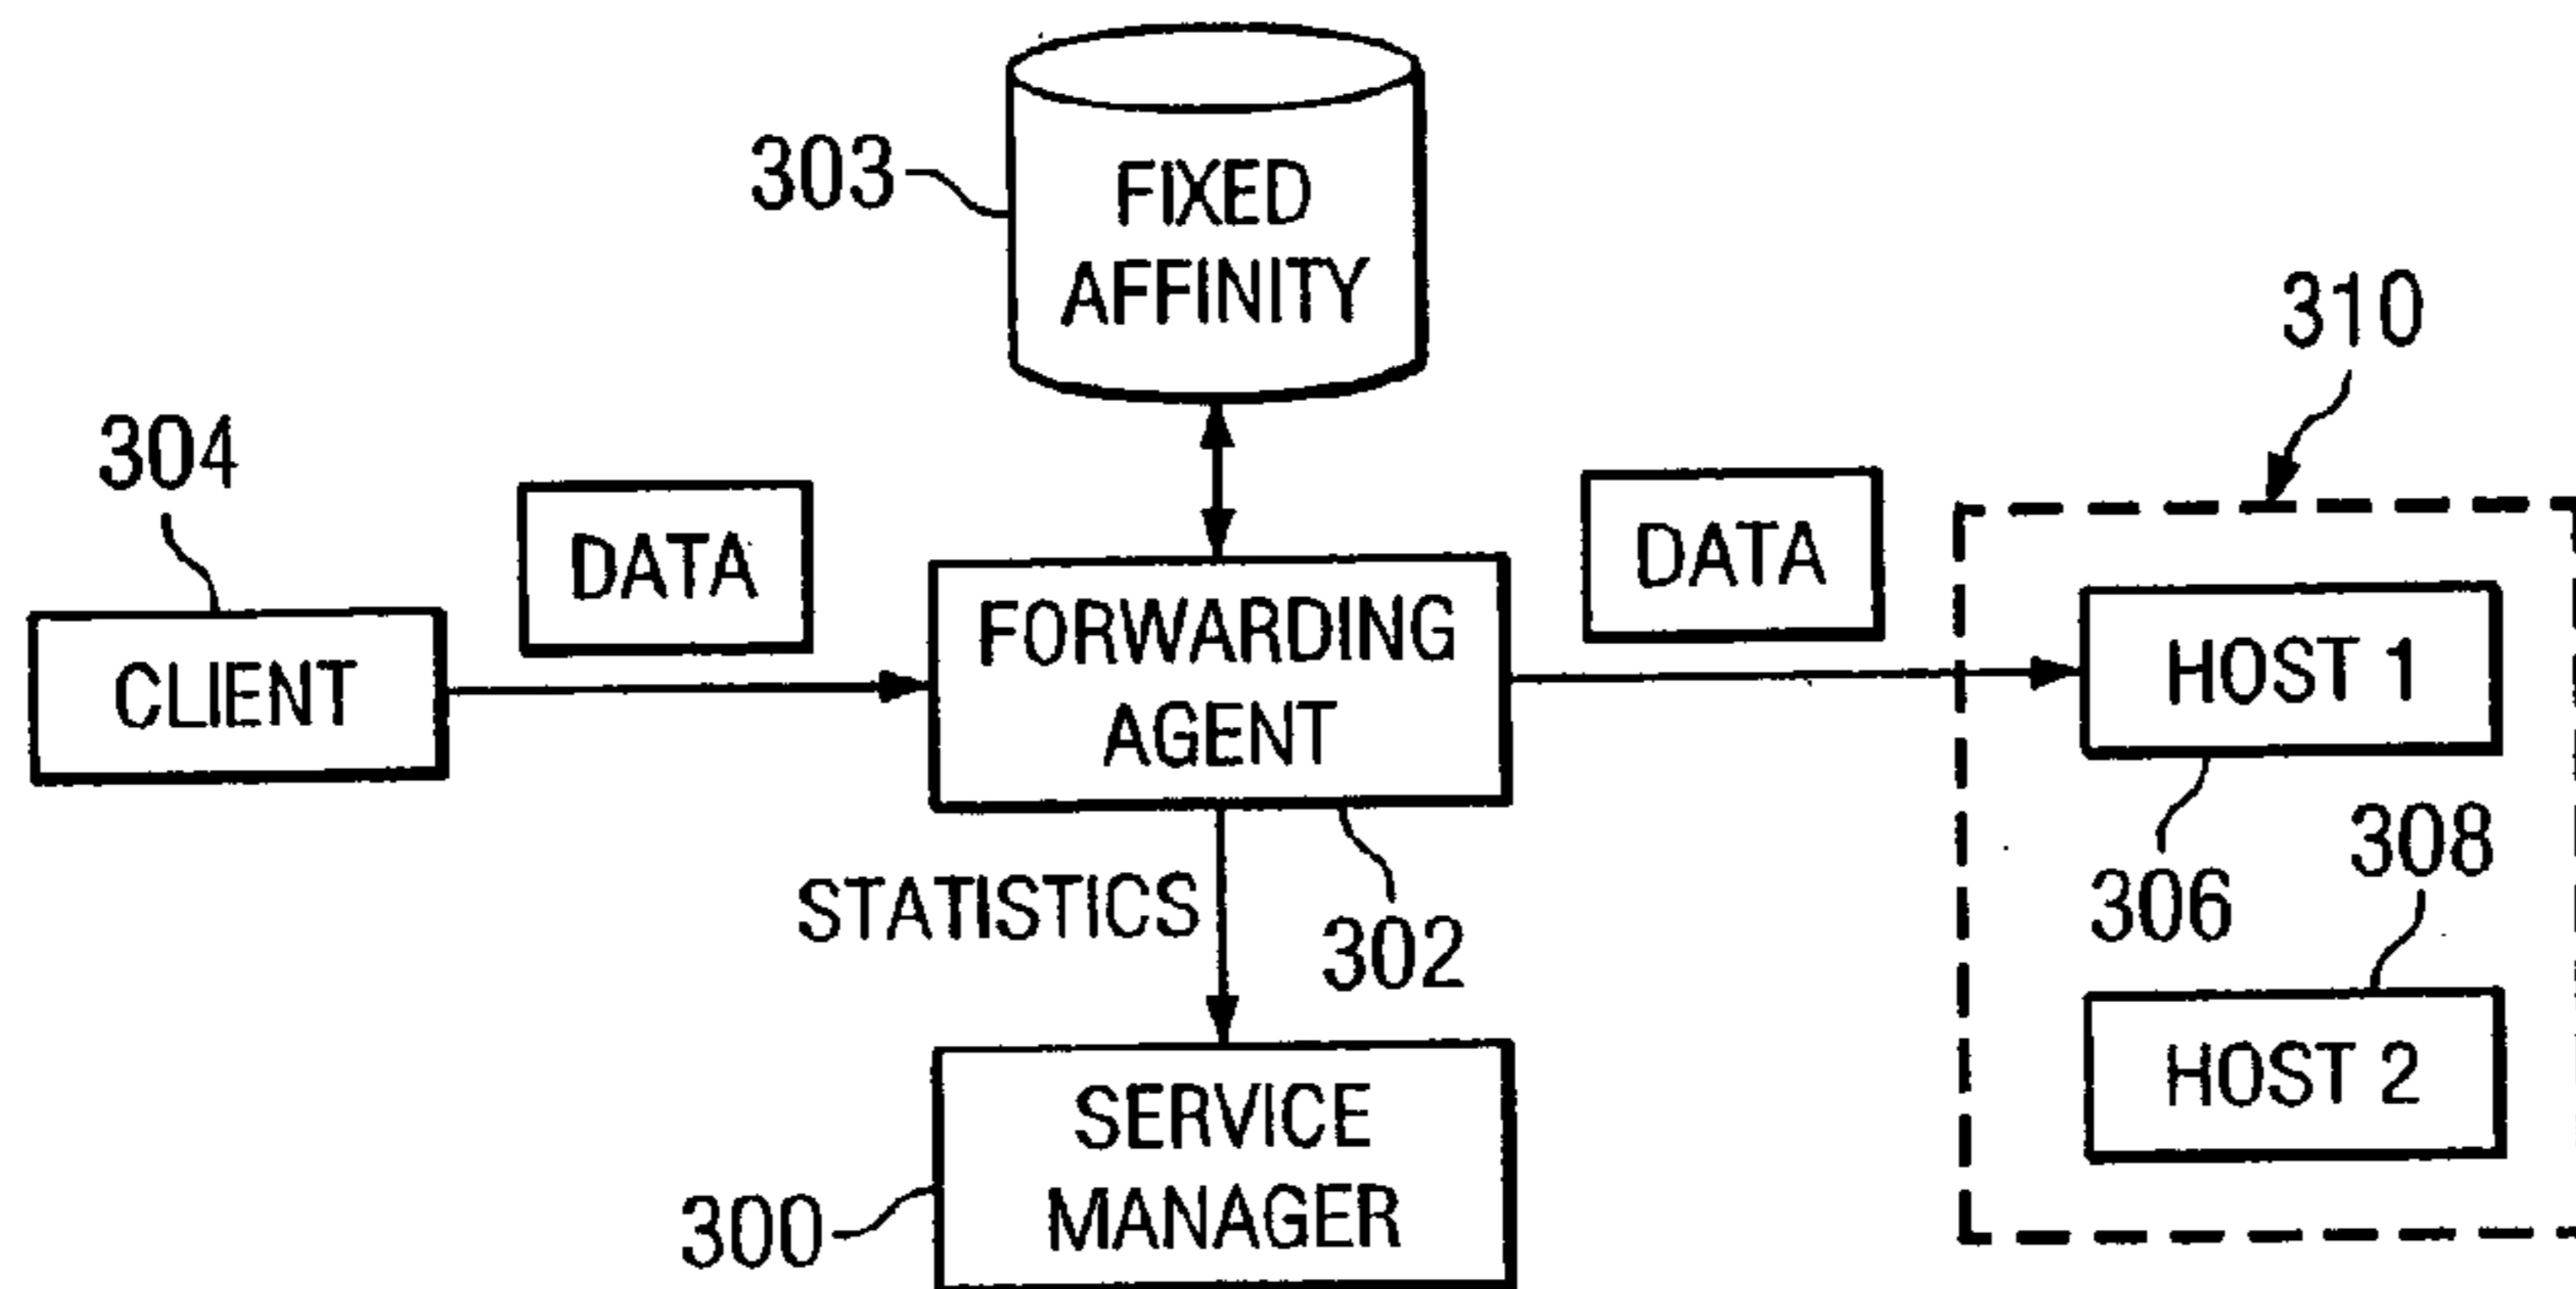 303
FIXED
AFFINITY
310
304
DATA
DATA
CLIENT
FORWARDING
AGENT
HOST 1
STATISTICS
302
306
308
HOST 2
SERVICE
MANAGER
300